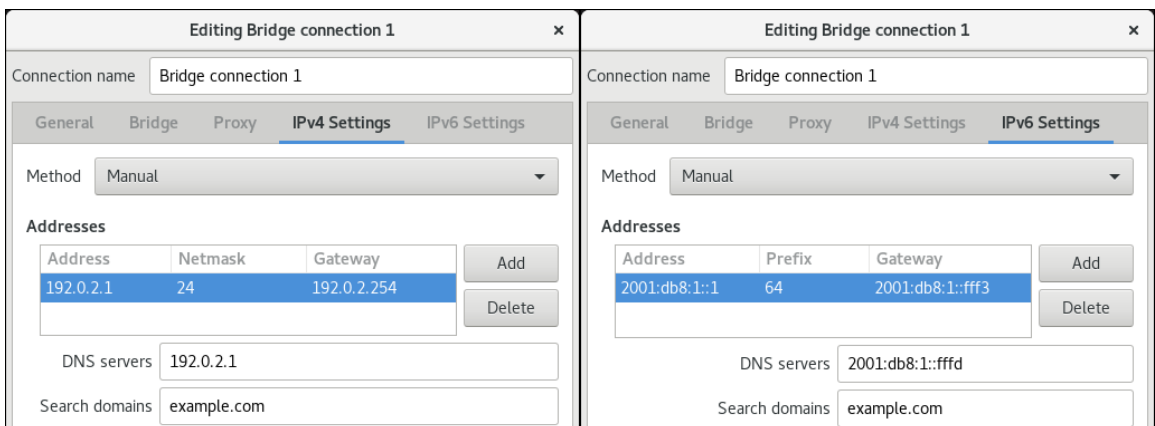 Editing Bridge connection 1 ×
Connection name Bridge connection 1
General Bridge Proxy IPv4 Settings IPv6 Settings
Method Manual
Addresses
Address Netmask Gateway Add
192.0.2.1 24 192.0.2.254
Delete
DNS servers 192.0.2.1
Search domains example.com
Editing Bridge connection 1 ×
Connection name Bridge connection 1
General Bridge Proxy IPv4 Settings IPv6 Settings
Method Manual
Addresses
Address Prefix Gateway Add
2001:db8:1::1 64 2001:db8:1::fff3
Delete
DNS servers 2001:db8:1::fffd
Search domains example.com